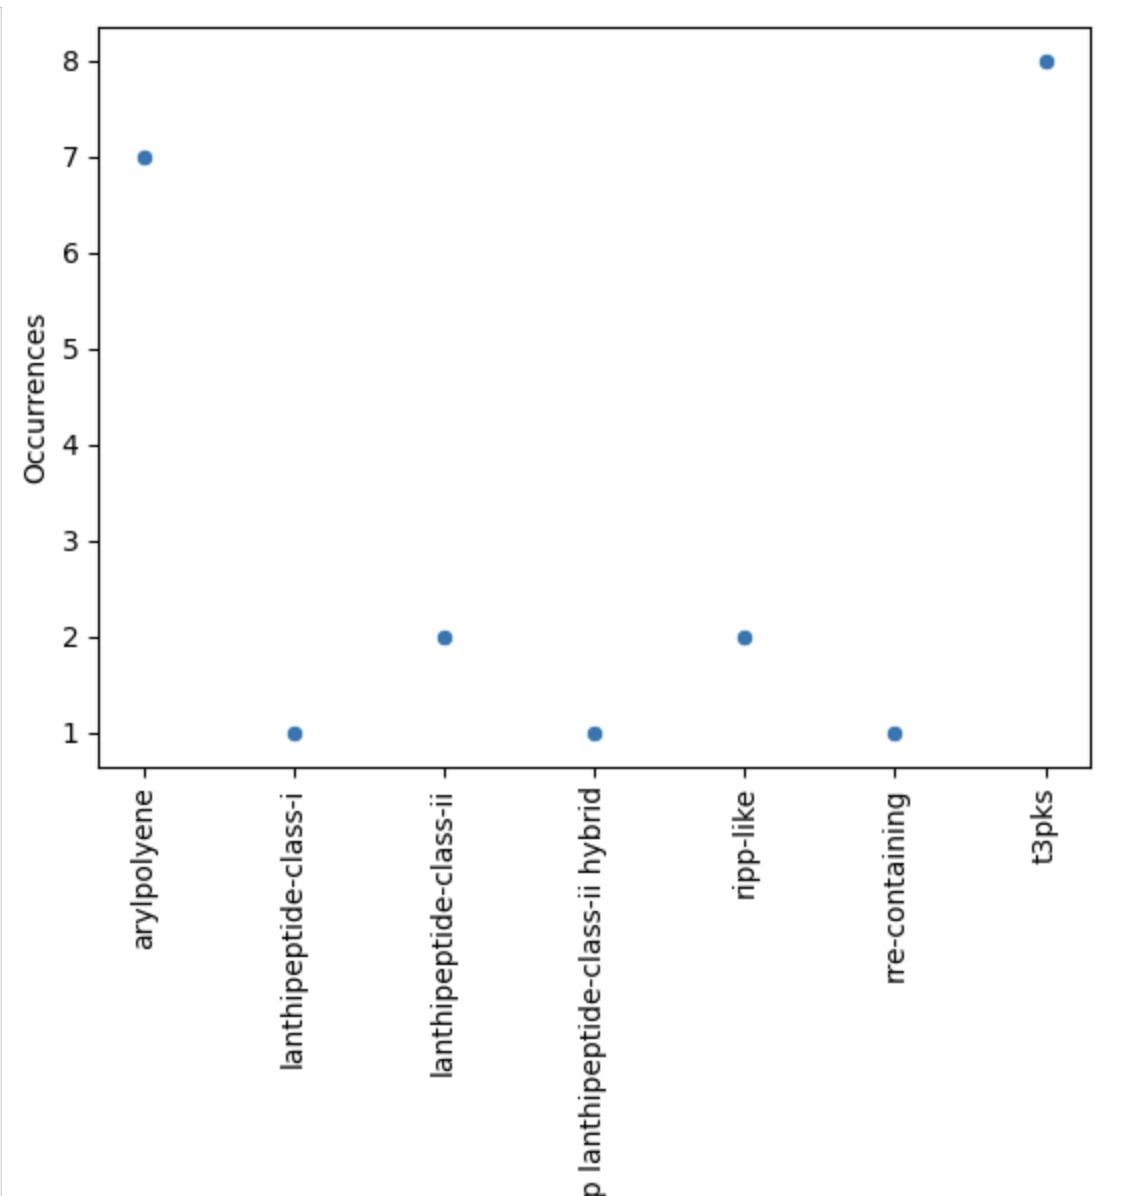 8
7
6
5
4
3
2
1
Occurrences
arylpolyene
lanthipeptide-class-i
lanthipeptide-class-ii
p lanthipeptide-class-ii hybrid
ripp-like
rre-containing
t3pks